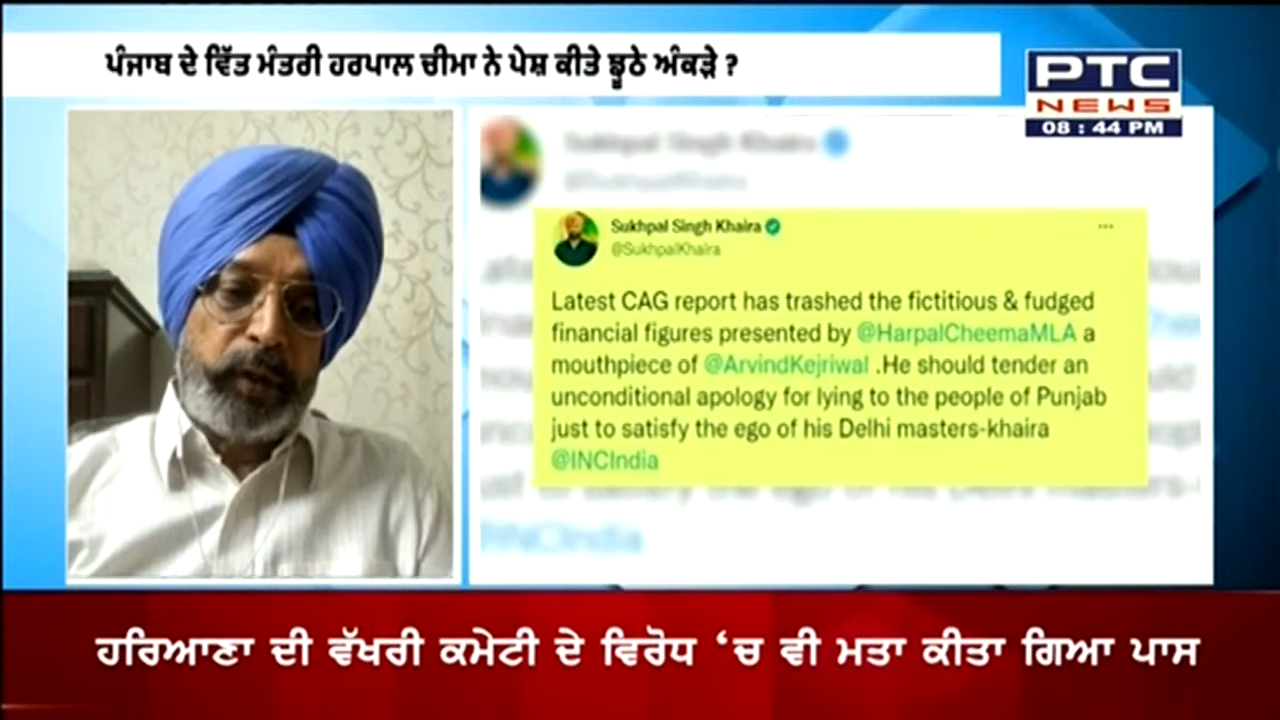 ਪੰਜਾਬ ਦੇ ਵਿੱਤ ਮੰਤਰੀ ਹਰਪਾਲ ਚੀਮਾ ਨੇ ਪੇਸ਼ ਕੀਤੇ ਝੂਠੇ ਅੰਕੜੇ ?
PTC
NEWS
08 : 44 PM
Sukhpal Singh Khaira
@SukhpalKhaira
Latest CAG report has trashed the fictitious & fudged
financial figures presented by @HarpalCheemaMLA a
mouthpiece of @ArvindKejriwal .He should tender an
unconditional apology for lying to the people of Punjab
just to satisfy the ego of his Delhi masters-khaira
@INCIndia
ਹਰਿਆਣਾ ਦੀ ਵੱਖਰੀ ਕਮੇਟੀ ਦੇ ਵਿਰੋਧ ‘ਚ ਵੀ ਮਤਾ ਕੀਤਾ ਗਿਆ ਪਾਸ